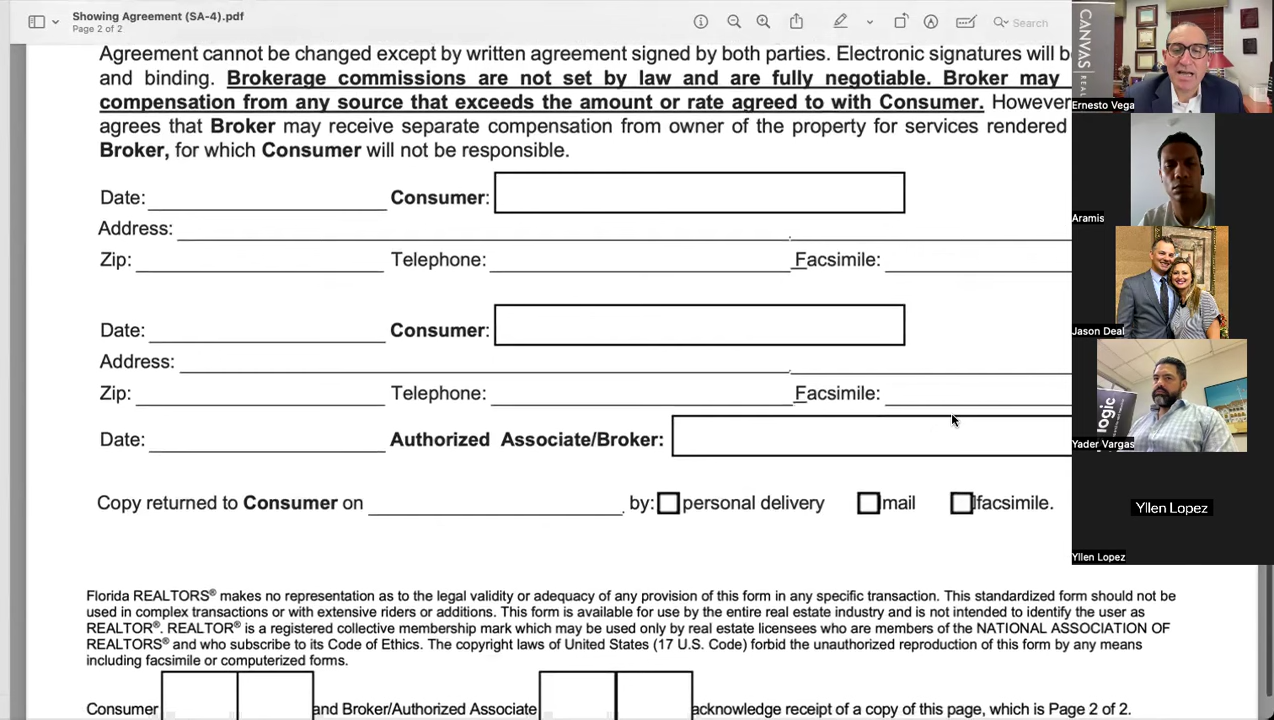 Showing Agreement (SA-4).pdf
Page 2 of 2
Search
Agreement cannot be changed except by written agreement signed by both parties. Electronic signatures will be
and binding. Brokerage commissions are not set by law and are fully negotiable. Broker may
compensation from any source that exceeds the amount or rate agreed to with Consumer. However
agrees that Broker may receive separate compensation from owner of the property for services rendered
Broker, for which Consumer will not be responsible.
Date: Consumer:
Address:
Zip: Telephone: Facsimile:
Date: Consumer:
Address:
Zip: Telephone: Facsimile:
Date: Authorized Associate/Broker:
Copy returned to Consumer on by: personal delivery mail facsimile.
Florida REALTORS® makes no representation as to the legal validity or adequacy of any provision of this form in any specific transaction. This standardized form should not be
used in complex transactions or with extensive riders or additions. This form is available for use by the entire real estate industry and is not intended to identify the user as
REALTOR®. REALTOR® is a registered collective membership mark which may be used only by real estate licensees who are members of the NATIONAL ASSOCIATION OF
REALTORS® and who subscribe to its Code of Ethics. The copyright laws of United States (17 U.S. Code) forbid the unauthorized reproduction of this form by any means
including facsimile or computerized forms.
Consumer and Broker/Authorized Associate acknowledge receipt of a copy of this page, which is Page 2 of 2.
CANVAS
REAL
Ernesto Vega
Aramis
Jason Deal
logic
Yader Vargas
Yllen Lopez
Yllen Lopez